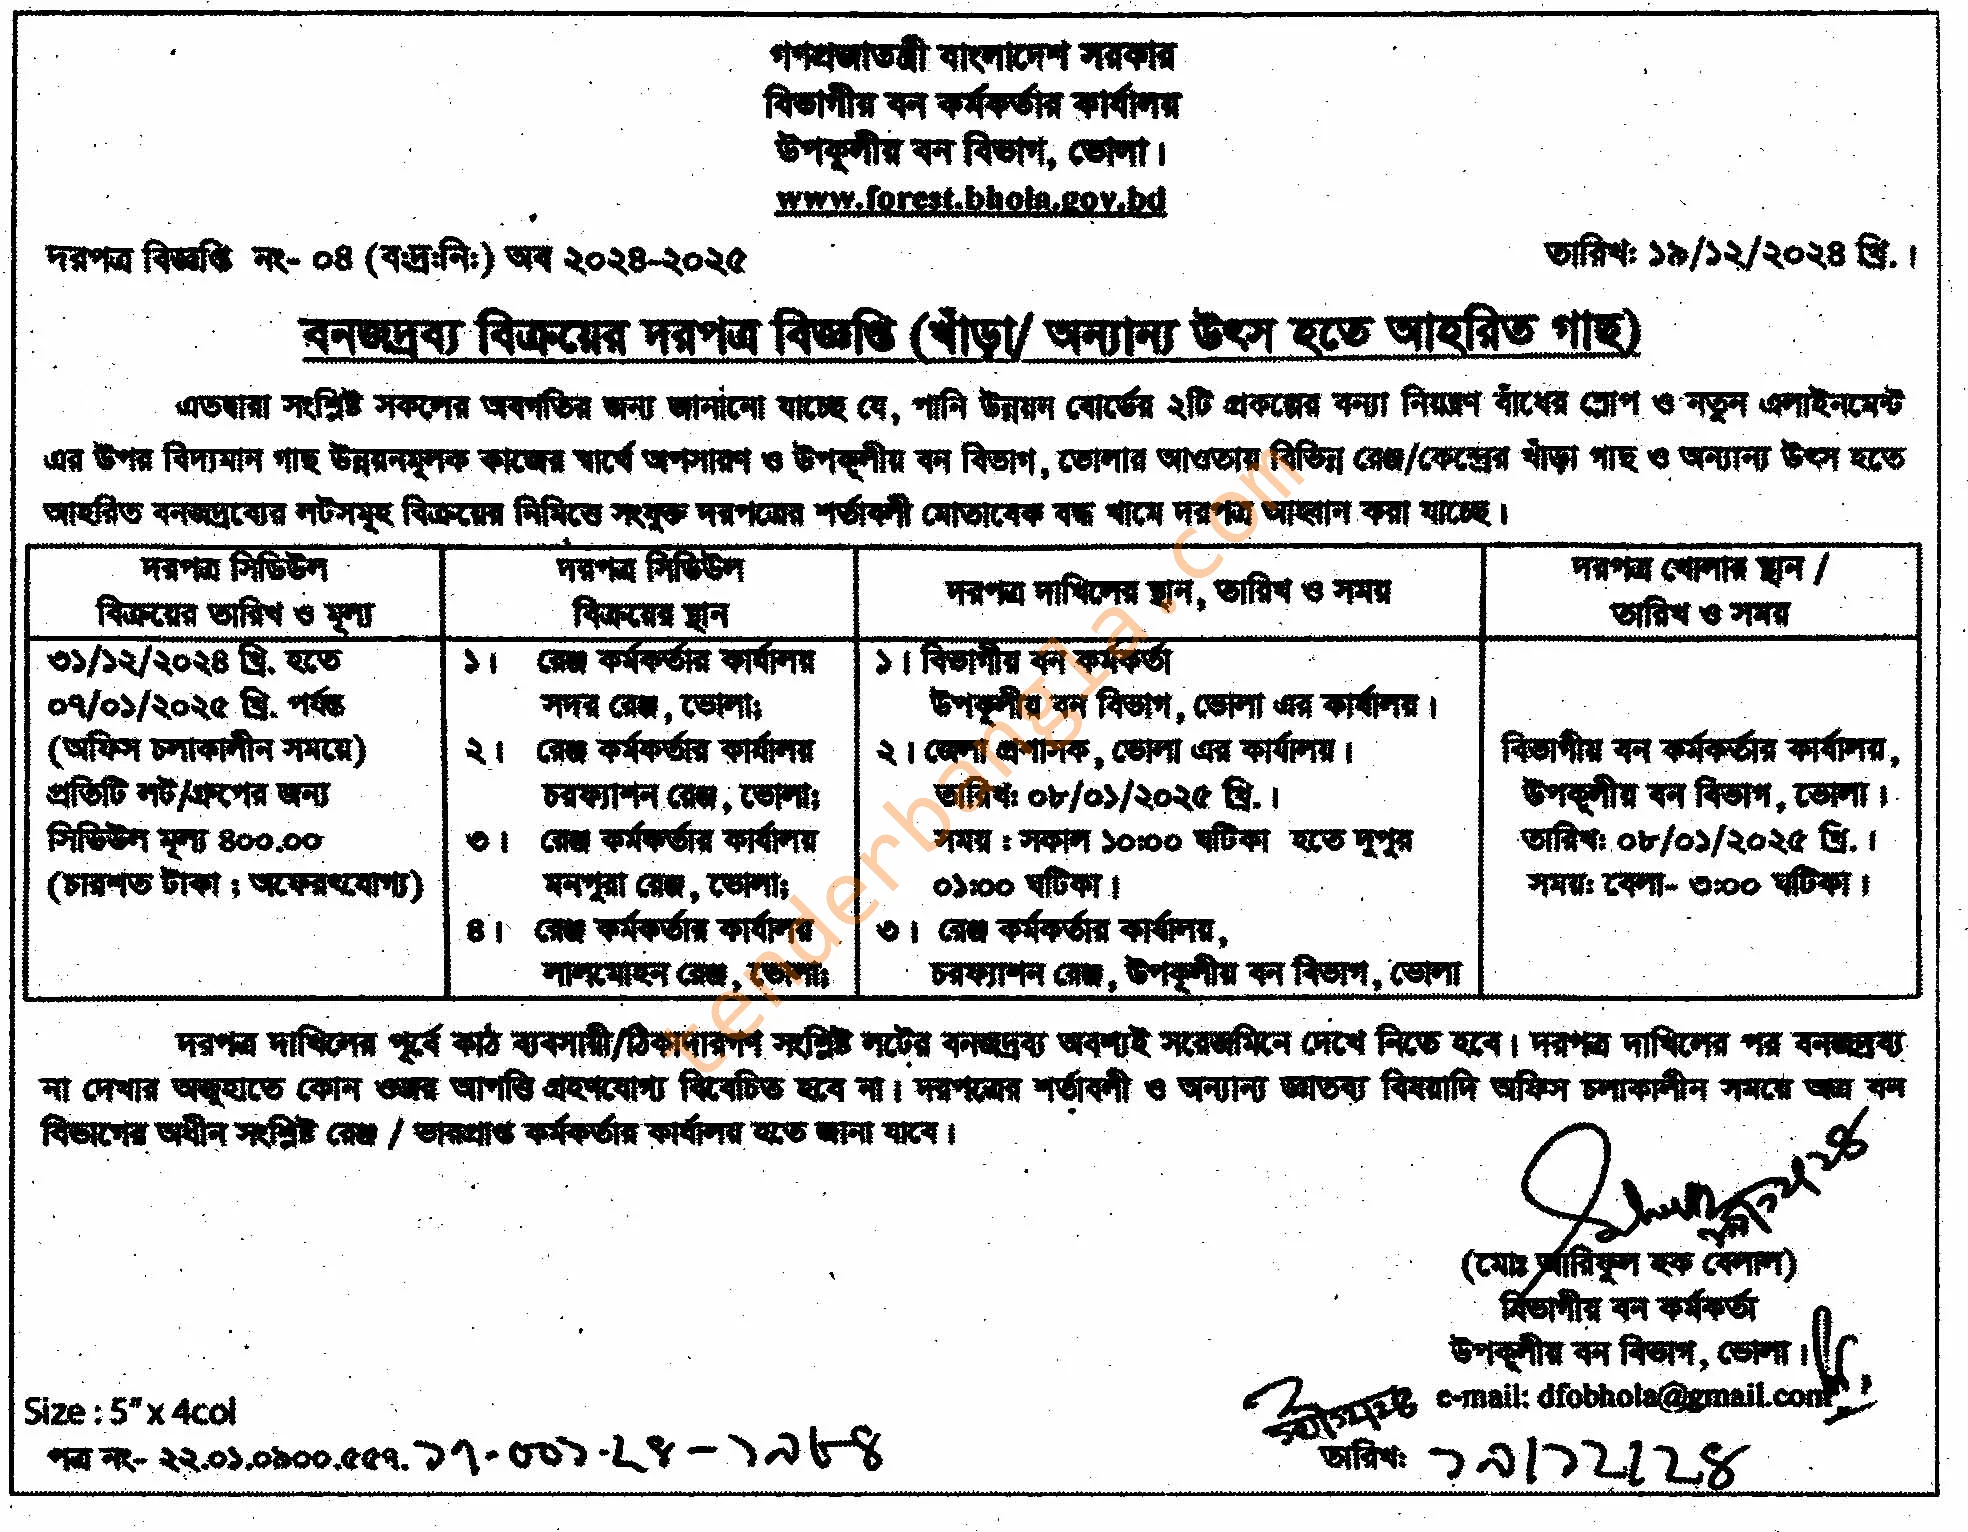 গণপ্রজাতন্ত্রী বাংলাদেশ সরকার
বিভাগীয় বন কর্মকর্তার কার্যালয়
উপকূলীয় বন বিভাগ, ভোলা।
www.forest.bhola.gov.bd
দরপত্র বিজ্ঞপ্তি নং- ০৪ (ব:দ্র:নি:) অব ২০২৪-২০২৫
তারিখ: ১৯/১২/২০২৪ খ্রি.।
বনজদ্রব্য বিক্রয়ের দরপত্র বিজ্ঞপ্তি (খাঁড়া/ অন্যান্য উৎস হতে আহরিত গাছ)
এতদ্বারা সংশ্লিষ্ট সকলের অবগতির জন্য জানানো যাচ্ছে যে, পানি উন্নয়ন বোর্ডের ২টি প্রকল্পের বন্যা নিয়ন্ত্রণ বাঁধের স্লোপ ও নতুন এলাইনমেন্ট
এর উপর বিদ্যমান গাছ উন্নয়নমূলক কাজের স্বার্থে অপসারণ ও উপকূলীয় বন বিভাগ, ভোলার আওতায় বিভিন্ন রেঞ্জ/কেন্দ্রের খাঁড়া গাছ ও অন্যান্য উৎস হতে
আহরিত বনজদ্রব্যের লটসমূহ বিক্রয়ের নিমিত্তে সংযুক্ত দরপত্রের শর্তাবলী মোতাবেক বদ্ধ খামে দরপত্র আহবান করা যাচ্ছে।
দরপত্র সিডিউল
বিক্রয়ের তারিখ ও মূল্য
দরপত্র সিডিউল
বিক্রয়ের স্থান
দরপত্র দাখিলের স্থান, তারিখ ও সময়
দরপত্র খোলার স্থান /
তারিখ ও সময়
৩১/১২/২০২৪ খ্রি. হতে
০৭/০১/২০২৫ খ্রি. পর্যন্ত
(অফিস চলাকালীন সময়ে)
প্রতিটি লট/গ্রুপের জন্য
সিডিউল মূল্য ৪০০.০০
(চারশত টাকা ; অফেরৎযোগ্য)
১। রেঞ্জ কর্মকর্তার কার্যালয়
সদর রেঞ্জ, ভোলা;
২। রেঞ্জ কর্মকর্তার কার্যালয়
চরফ্যাশন রেঞ্জ, ভোলা;
৩। রেঞ্জ কর্মকর্তার কার্যালয়
মনপুরা রেঞ্জ, ভোলা;
৪। রেঞ্জ কর্মকর্তার কার্যালয়
লালমোহন রেঞ্জ, ভোলা;
১। বিভাগীয় বন কর্মকর্তা
উপকূলীয় বন বিভাগ, ভোলা এর কার্যালয়।
২। জেলা প্রশাসক, ভোলা এর কার্যালয়।
তারিখ: ০৮/০১/২০২৫ খ্রি.।
সময় : সকাল ১০:০০ ঘটিকা হতে দুপুর
০১:০০ ঘটিকা।
৩। রেঞ্জ কর্মকর্তার কার্যালয়,
চরফ্যাশন রেঞ্জ, উপকূলীয় বন বিভাগ, ভোলা
বিভাগীয় বন কর্মকর্তার কার্যালয়,
উপকূলীয় বন বিভাগ, ভোলা।
তারিখ: ০৮/০১/২০২৫ খ্রি.।
সময়: বেলা- ৩:০০ ঘটিকা।
দরপত্র দাখিলের পূর্বে কাঠ ব্যবসায়ী/ঠিকাদারগণ সংশ্লিষ্ট লটের বনজদ্রব্য অবশ্যই সরেজমিনে দেখে নিতে হবে। দরপত্র দাখিলের পর বনজদ্রব্য
না দেখার অজুহাতে কোন ওজর আপত্তি গ্রহণযোগ্য বিবেচিত হবে না। দরপত্রের শর্তাবলী ও অন্যান্য জ্ঞাতব্য বিষয়াদি অফিস চলাকালীন সময়ে অত্র বন
বিভাগের অধীন সংশ্লিষ্ট রেঞ্জ / ভারপ্রাপ্ত কর্মকর্তার কার্যালয় হতে জানা যাবে।
(মোঃ আরিফুল হক বেলাল)
বিভাগীয় বন কর্মকর্তা
উপকূলীয় বন বিভাগ, ভোলা।
e-mail: dfobhola@gmail.com
Size : 5" x 4col
পত্র নং- ২২.০১.০৯০০.৫৫৭.১৭.০০১.২৪-১৯৮৪
তারিখ: ১৯/১২/২৪
tenderbangla.com